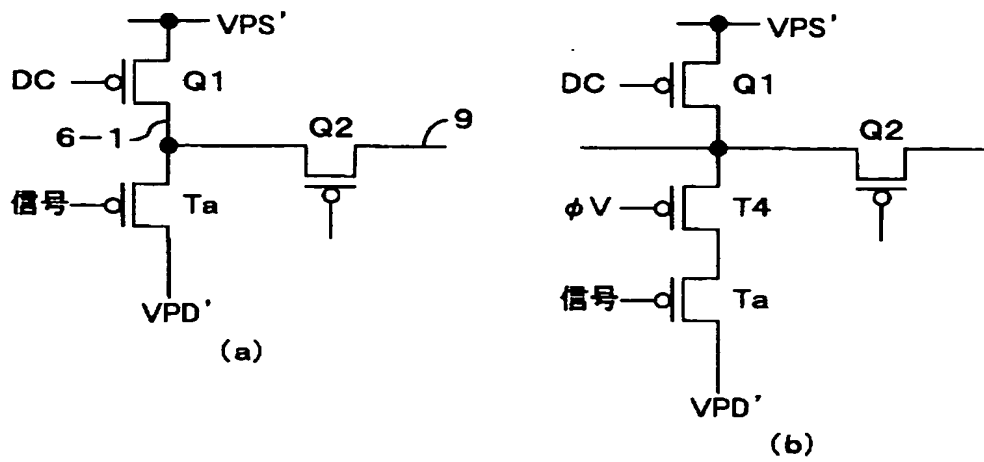 VPS'
DC
Q1
6-1
Q2
9
信号
Ta
VPD'
(a)
VPS'
DC
Q1
Q2
φV
T4
信号
Ta
VPD'
(b)